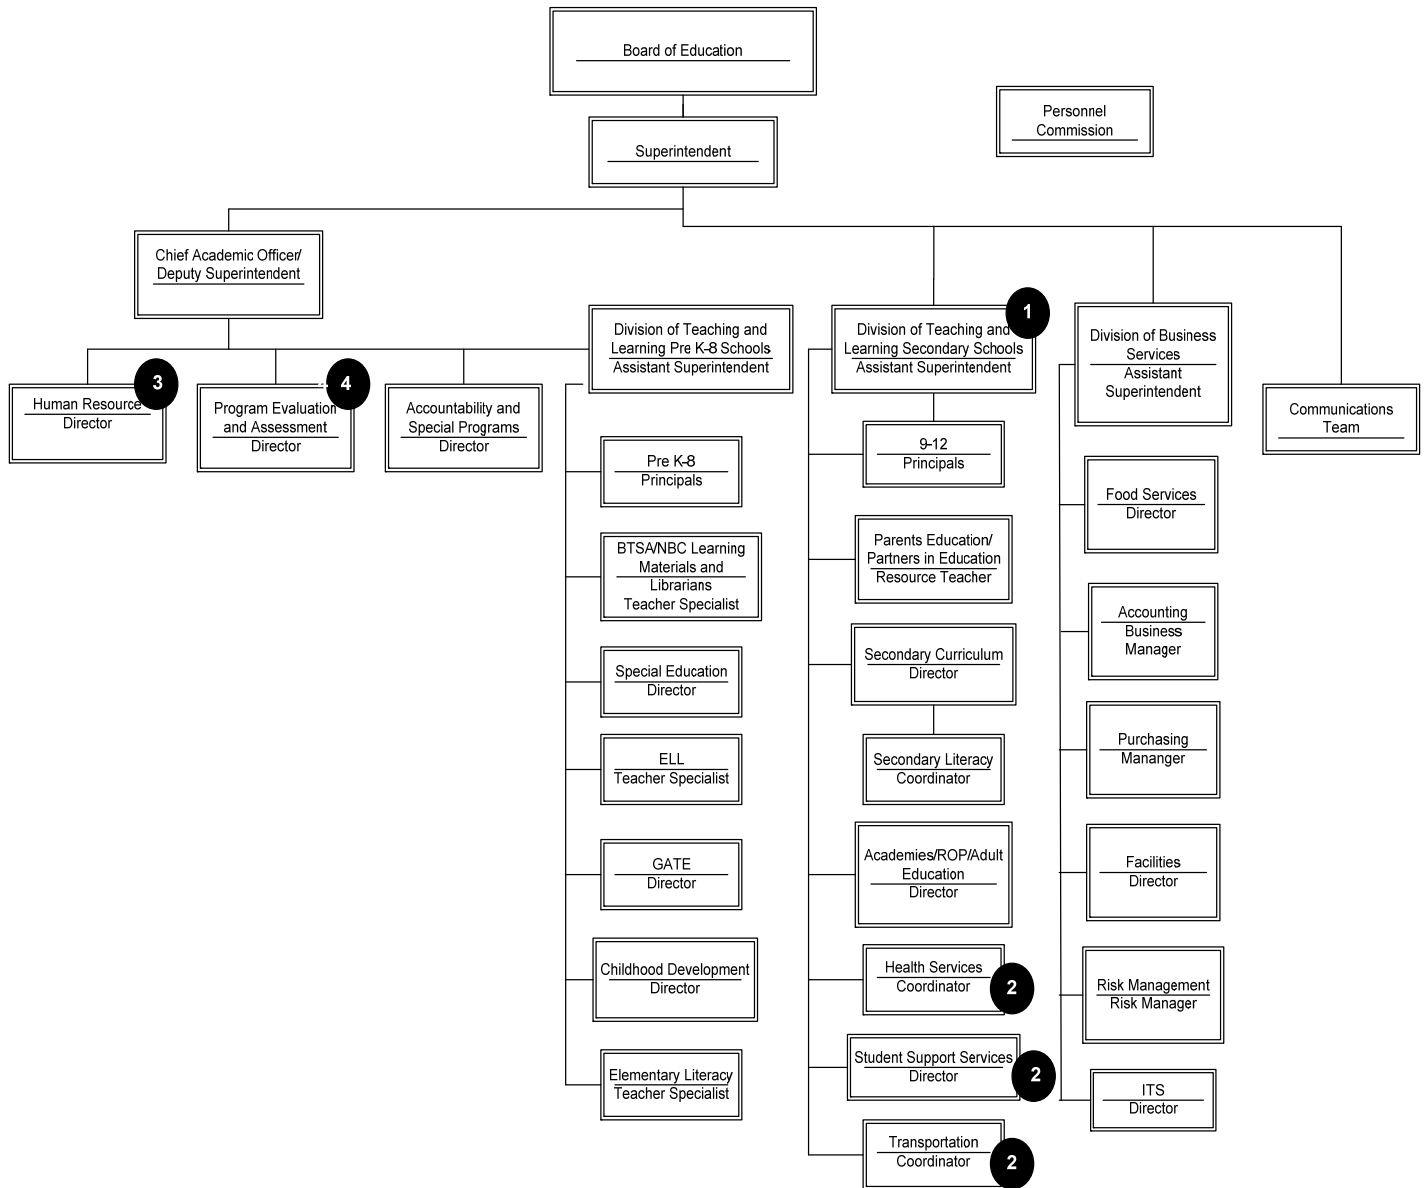 Board of Education
Personnel
Commission
Superintendent
Chief Academic Officer/
Deputy Superintendent
Division of Teaching and
Learning Pre K-8 Schools
Assistant Superintendent
1
Division of Teaching and
Learning Secondary Schools
Assistant Superintendent
Division of Business
Services
Assistant
Superintendent
Communications
Team
3
Human Resource
Director
4
Program Evaluation
and Assessment
Director
Accountability and
Special Programs
Director
Pre K-8
Principals
BTSA/NBC Learning
Materials and
Librarians
Teacher Specialist
Special Education
Director
ELL
Teacher Specialist
GATE
Director
Childhood Development
Director
Elementary Literacy
Teacher Specialist
9-12
Principals
Parents Education/
Partners in Education
Resource Teacher
Secondary Curriculum
Director
Secondary Literacy
Coordinator
Academies/ROP/Adult
Education
Director
Health Services
Coordinator
2
Student Support Services
Director
2
Transportation
Coordinator
2
Food Services
Director
Accounting
Business
Manager
Purchasing
Mananger
Facilities
Director
Risk Management
Risk Manager
ITS
Director